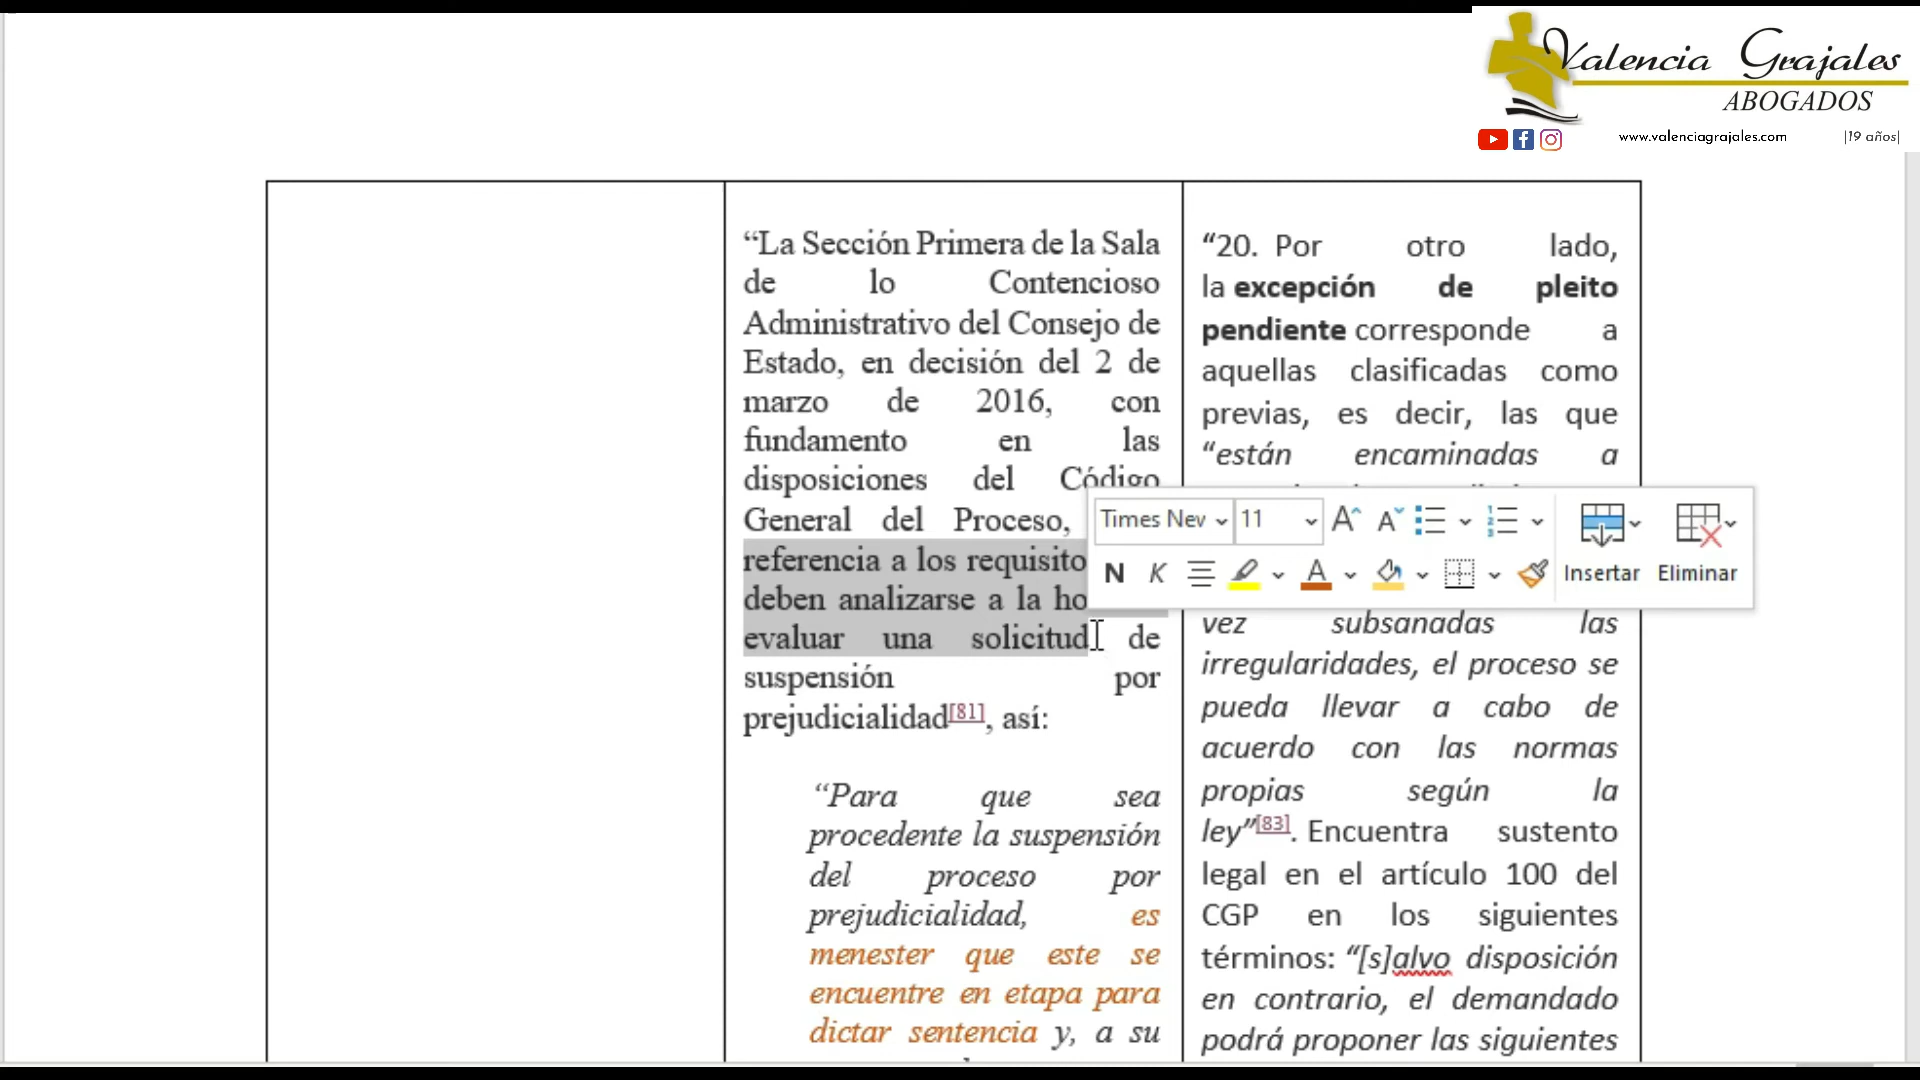 Valencia Grajales
ABOGADOS
www.valenciagrajales.com |19 años|
“La Sección Primera de la Sala
de lo Contencioso
Administrativo del Consejo de
Estado, en decisión del 2 de
marzo de 2016, con
fundamento en las
disposiciones del Código
General del Proceso,
referencia a los requisito
deben analizarse a la ho
evaluar una solicitud de
suspensión por
prejudicialidad[81], así:
“Para que sea
procedente la suspensión
del proceso por
prejudicialidad, es
menester que este se
encuentre en etapa para
dictar sentencia y, a su
“20. Por otro lado,
la excepción de pleito
pendiente corresponde a
aquellas clasificadas como
previas, es decir, las que
“están encaminadas a
vez subsanadas las
irregularidades, el proceso se
pueda llevar a cabo de
acuerdo con las normas
propias según la
ley”[83]. Encuentra sustento
legal en el artículo 100 del
CGP en los siguientes
términos: “[s]alvo disposición
en contrario, el demandado
podrá proponer las siguientes
Times Nev 11
N K A
Insertar Eliminar